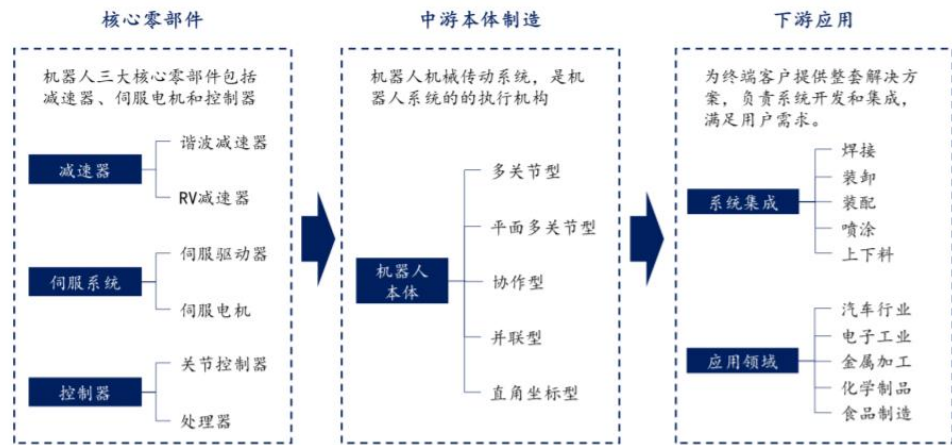 核心零部件
机器人三大核心零部件包括
减速器、伺服电机和控制器
减速器
谐波减速器
RV减速器
伺服系统
伺服驱动器
伺服电机
控制器
关节控制器
处理器
中游本体制造
机器人机械传动系统，是机
器人系统的的执行机构
机器人
本体
多关节型
平面多关节型
协作型
并联型
直角坐标型
下游应用
为终端客户提供整套解决方
案，负责系统开发和集成，
满足用户需求。
系统集成
焊接
装卸
装配
喷涂
上下料
应用领域
汽车行业
电子工业
金属加工
化学制品
食品制造